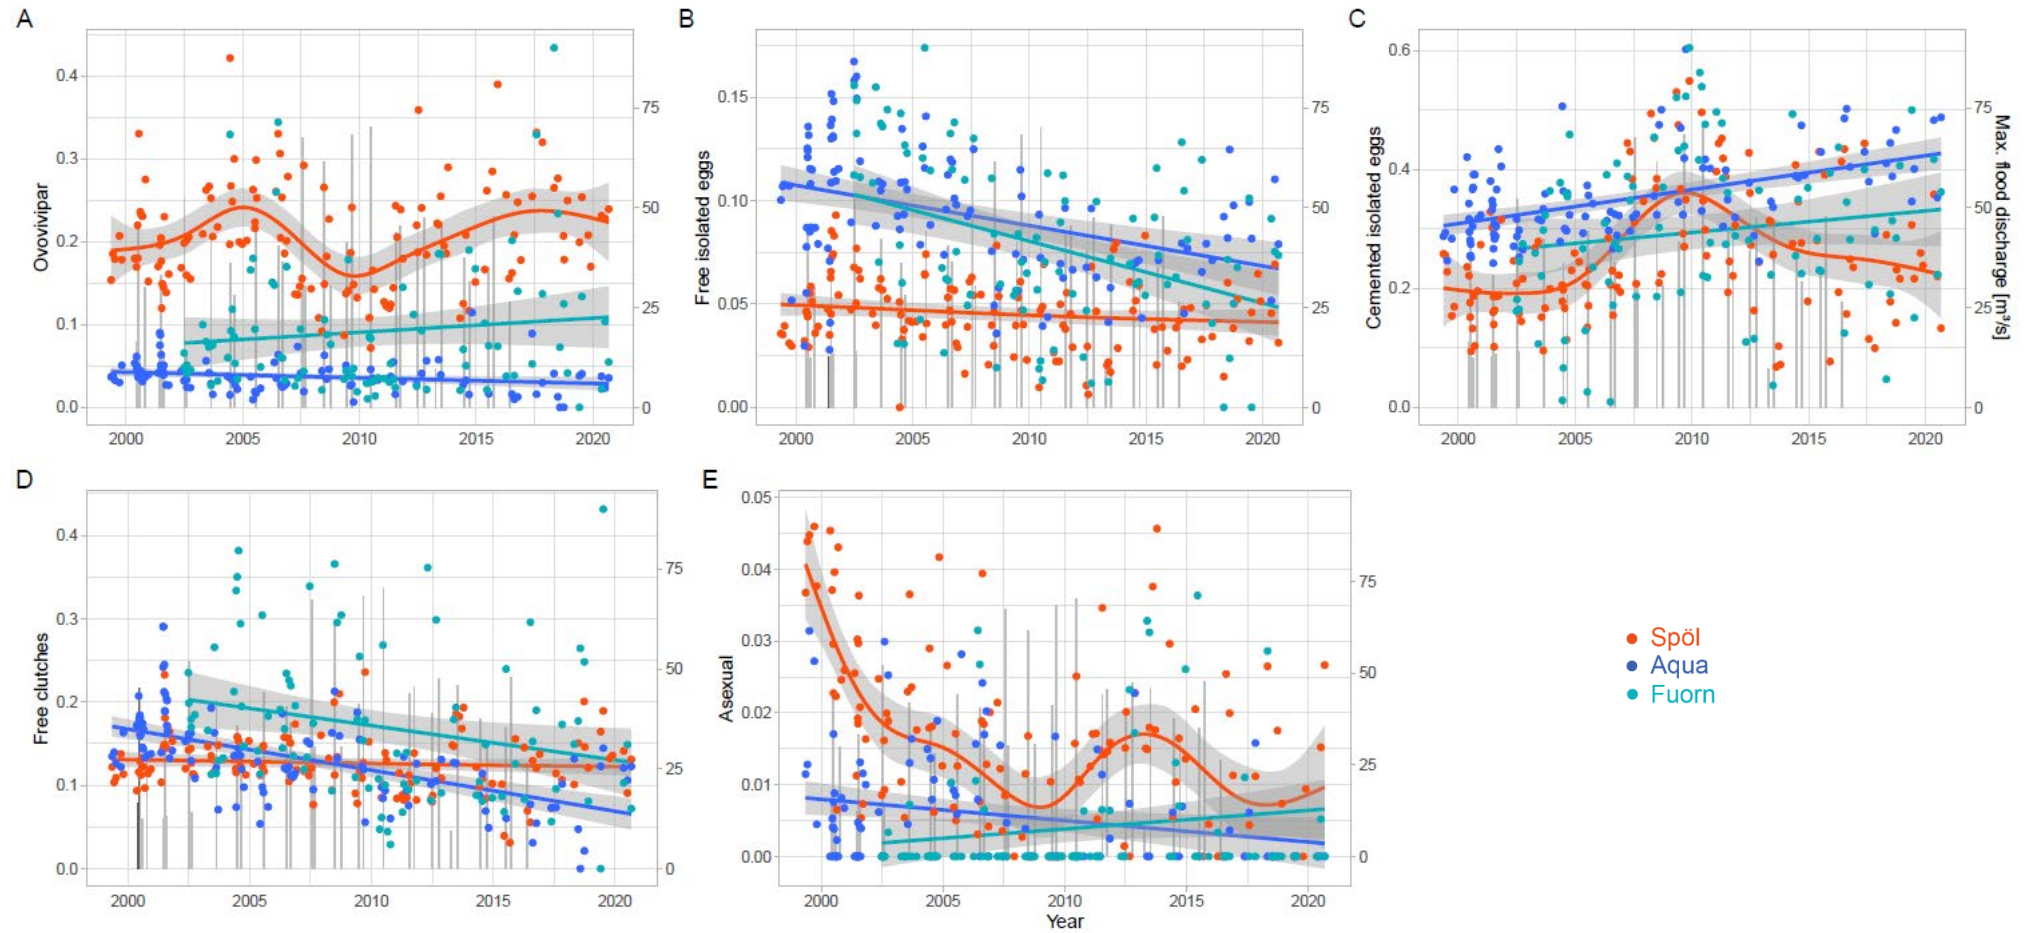 A
Ovovivipar
0.4
0.3
0.2
0.1
0.0
75
50
25
0
2000 2005 2010 2015 2020
B
Free isolated eggs
0.15
0.10
0.05
0.00
75
50
25
0
2000 2005 2010 2015 2020
C
Cemented isolated eggs
0.6
0.4
0.2
0.0
75
50
25
0
Max. flood discharge [m³/s]
2000 2005 2010 2015 2020
D
Free clutches
0.4
0.3
0.2
0.1
0.0
75
50
25
0
2000 2005 2010 2015 2020
E
Asexual
0.05
0.04
0.03
0.02
0.01
0.00
75
50
25
0
2000 2005 2010 2015 2020
Year
Spöl
Aqua
Fuorn